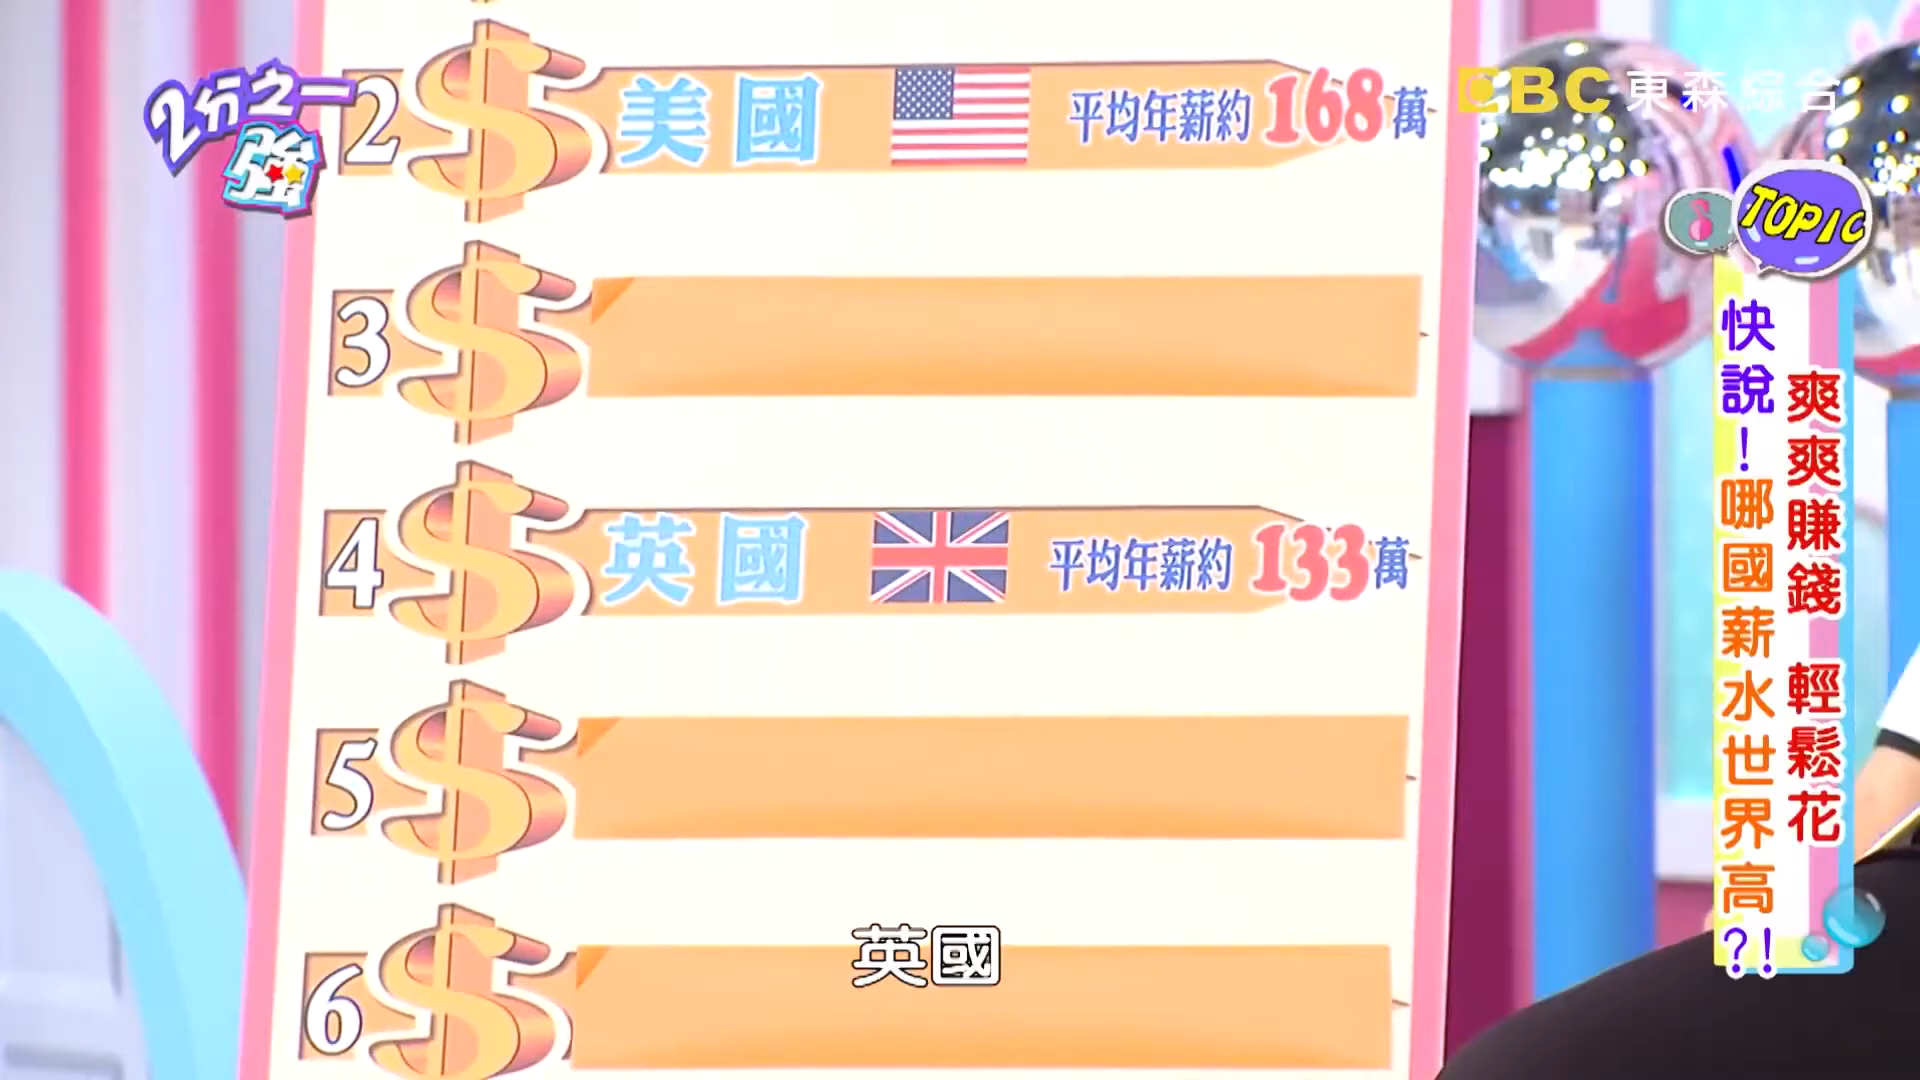 2分之一
強
2 $ 美國 平均年薪約168萬
EBC 東森綜合
TOPIC
3 $
4 $ 英國 平均年薪約133萬
5 $
6 $
快說！哪國薪水世界高？！
爽爽賺錢 輕鬆花
英國